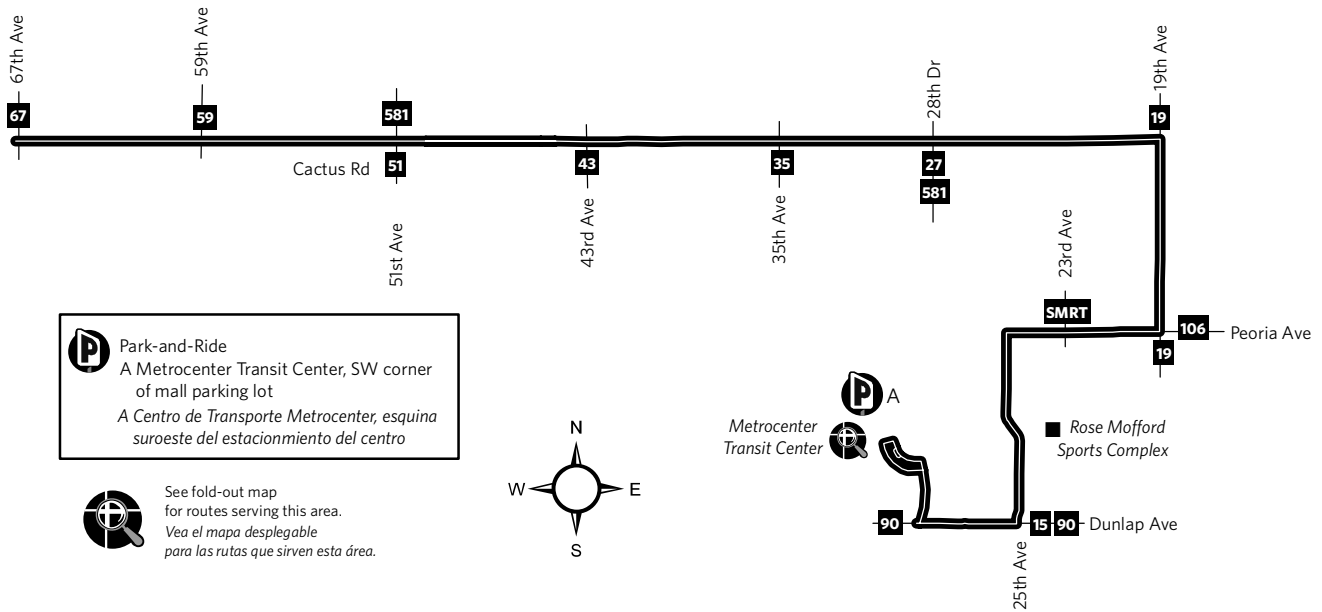 67th Ave
59th Ave
28th Dr
19th Ave
67
59
581
19
Cactus Rd
51
43
35
27
581
51st Ave
43rd Ave
35th Ave
23rd Ave
SMRT
106
Peoria Ave
19
P
Park-and-Ride
A Metrocenter Transit Center, SW corner
of mall parking lot
A Centro de Transporte Metrocenter, esquina
suroeste del estacionmiento del centro
P
A
Metrocenter
Transit Center
Rose Mofford
Sports Complex
N
W
E
S
See fold-out map
for routes serving this area.
Vea el mapa desplegable
para las rutas que sirven esta área.
90
15
90
Dunlap Ave
25th Ave